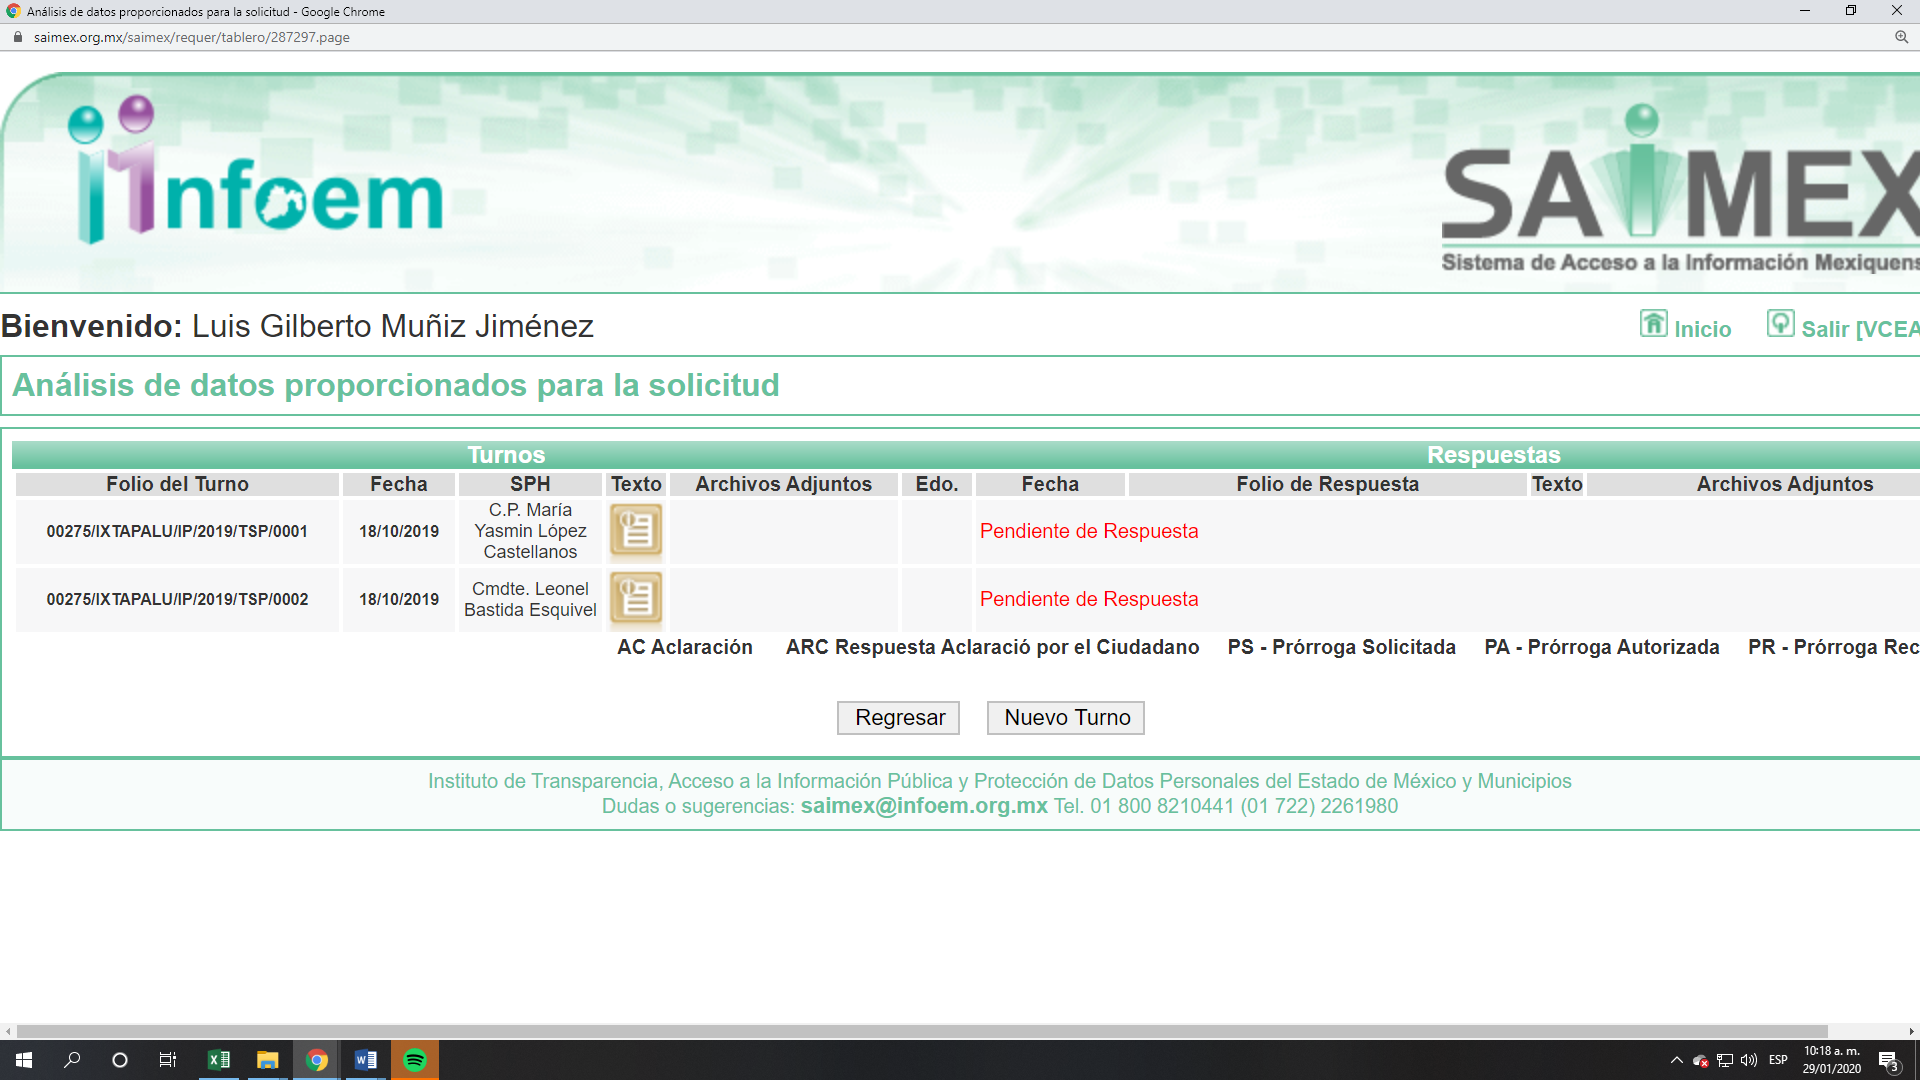 Análisis de datos proporcionados para la solicitud - Google Chrome
saimex.org.mx/saimex/requer/tablero/287297.page
infoem
SAIMEX
Sistema de Acceso a la Información Mexiquens
Bienvenido: Luis Gilberto Muñiz Jiménez
Inicio
Salir [VCEA
Análisis de datos proporcionados para la solicitud
Turnos
Respuestas
Folio del Turno
Fecha
SPH
Texto
Archivos Adjuntos
Edo.
Fecha
Folio de Respuesta
Texto
Archivos Adjuntos
00275/IXTAPALU/IP/2019/TSP/0001
18/10/2019
C.P. María
Yasmin López
Castellanos
Pendiente de Respuesta
00275/IXTAPALU/IP/2019/TSP/0002
18/10/2019
Cmdte. Leonel
Bastida Esquivel
Pendiente de Respuesta
AC Aclaración
ARC Respuesta Aclaració por el Ciudadano
PS - Prórroga Solicitada
PA - Prórroga Autorizada
PR - Prórroga Rec
Regresar
Nuevo Turno
Instituto de Transparencia, Acceso a la Información Pública y Protección de Datos Personales del Estado de México y Municipios
Dudas o sugerencias: saimex@infoem.org.mx Tel. 01 800 8210441 (01 722) 2261980
ESP
10:18 a. m.
29/01/2020
3